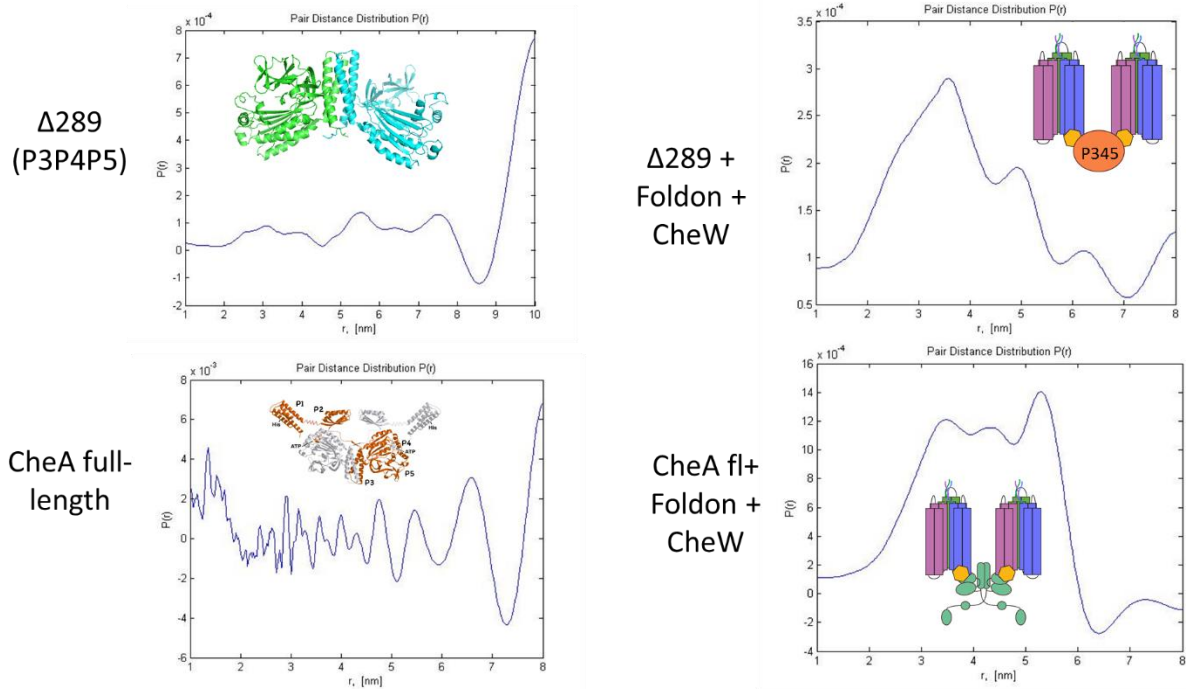 Δ289
(P3P4P5)
x 10⁻⁴
Pair Distance Distribution P(r)
8
7
6
5
4
3
2
1
0
-1
-2
P(r)
1 2 3 4 5 6 7 8 9 10
r, [nm]
Δ289 +
Foldon +
CheW
x 10⁻⁴
Pair Distance Distribution P(r)
3.5
3
2.5
2
1.5
1
0.5
P(r)
P345
1 2 3 4 5 6 7 8
r, [nm]
CheA full-
length
x 10⁻³
Pair Distance Distribution P(r)
8
6
4
2
0
-2
-4
-6
P(r)
P1
P2
His
His
ATP
P4
ATP
P5
P3
1 2 3 4 5 6 7 8
r, [nm]
CheA fl+
Foldon +
CheW
x 10⁻⁴
Pair Distance Distribution P(r)
16
14
12
10
8
6
4
2
0
-2
-4
P(r)
1 2 3 4 5 6 7 8
r, [nm]